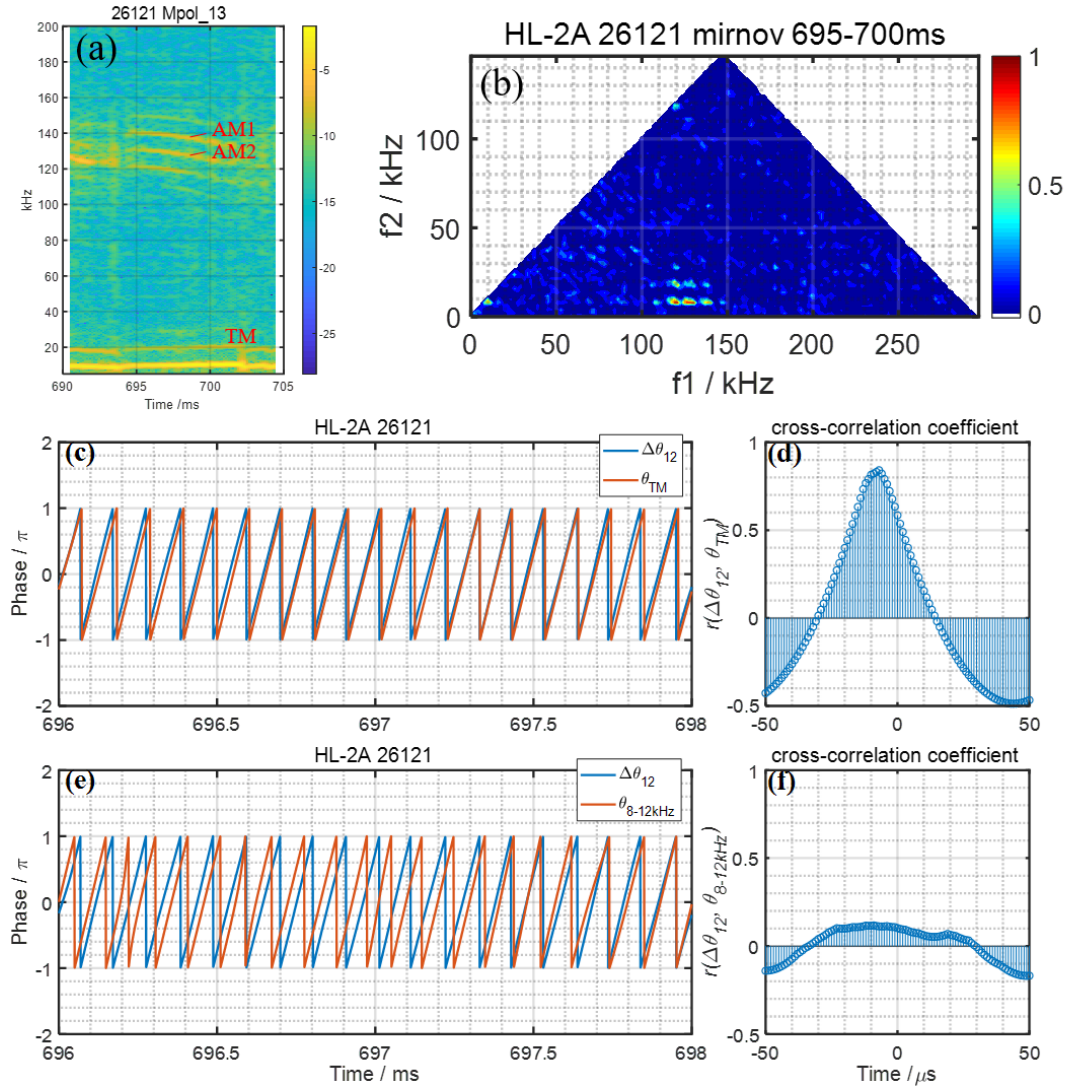 26121 Mpol_13
(a)
200
180
160
140
120
100
80
60
40
20
kHz
AM1
AM2
TM
690
695
700
705
Time /ms
-5
-10
-15
-20
-25
HL-2A 26121 mirnov 695-700ms
(b)
f2 / kHz
100
50
0
0
50
100
150
200
250
f1 / kHz
1
0.5
0
HL-2A 26121
(c)
Δθ12
θTM
Phase / π
2
1
0
-1
-2
696
696.5
697
697.5
698
cross-correlation coefficient
(d)
r(Δθ12, θTM)
1
0.5
0
-0.5
-50
0
50
HL-2A 26121
(e)
Δθ12
θ8-12kHz
Phase / π
2
1
0
-1
-2
696
696.5
697
697.5
698
Time / ms
cross-correlation coefficient
(f)
r(Δθ12, θ8-12kHz)
1
0.5
0
-0.5
-50
0
50
Time / μs